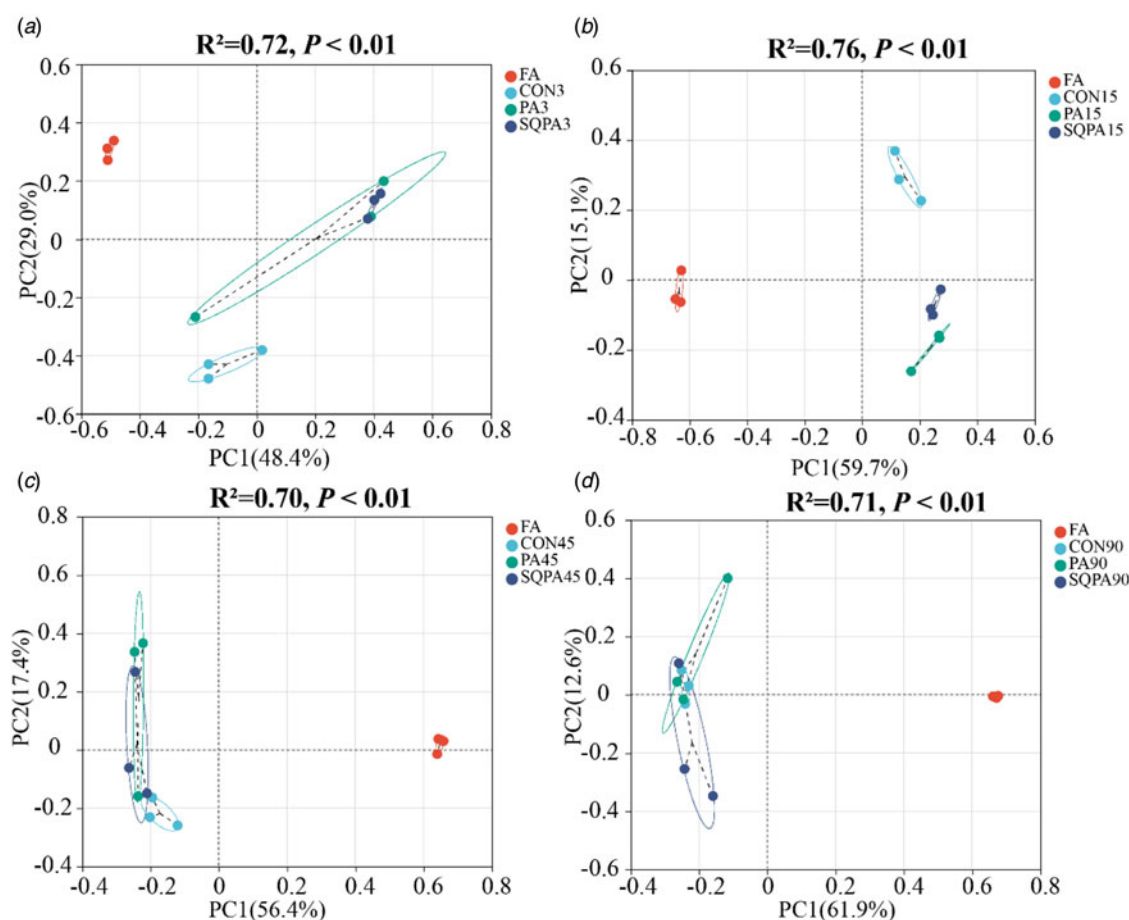 (a)
R²=0.72, P < 0.01
0.6
0.4
0.2
0
-0.2
-0.4
-0.6
PC2(29.0%)
-0.6
-0.4
-0.2
0
0.2
0.4
0.6
0.8
PC1(48.4%)
FA
CON3
PA3
SQPA3
(b)
R²=0.76, P < 0.01
0.6
0.4
0.2
0
-0.2
-0.4
PC2(15.1%)
-0.8
-0.6
-0.4
-0.2
0
0.2
0.4
0.6
PC1(59.7%)
FA
CON15
PA15
SQPA15
(c)
R²=0.70, P < 0.01
0.8
0.6
0.4
0.2
0
-0.2
-0.4
PC2(17.4%)
-0.4
-0.2
0
0.2
0.4
0.6
0.8
PC1(56.4%)
FA
CON45
PA45
SQPA45
(d)
R²=0.71, P < 0.01
0.6
0.4
0.2
0
-0.2
-0.4
-0.6
PC2(12.6%)
-0.4
-0.2
0
0.2
0.4
0.6
0.8
PC1(61.9%)
FA
CON90
PA90
SQPA90